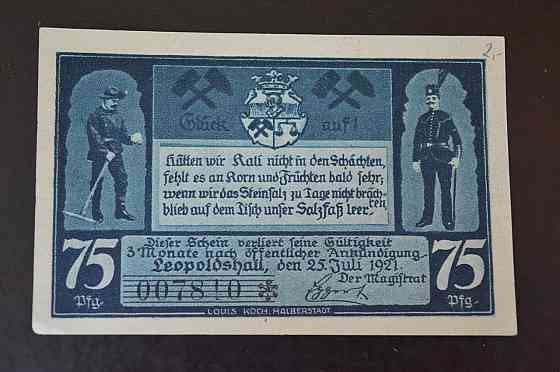 2,-
Glück auf!
Hätten wir Kali nicht in den Schächten,
fehlt es an Korn und Früchten bald sehr;
wenn wir das Steinsalz zu Tage nicht bräch-
ten
blieb auf dem Tisch unser Salzfaß leer
Dieser Schein verliert seine Gültigkeit
3 Monate nach öffentlicher Ankündigung
Leopoldshall, den 25. Juli 1921
Der Magistrat
75 Pfg.
007810
75 Pfg.
LOUIS KOCH, HALBERSTADT